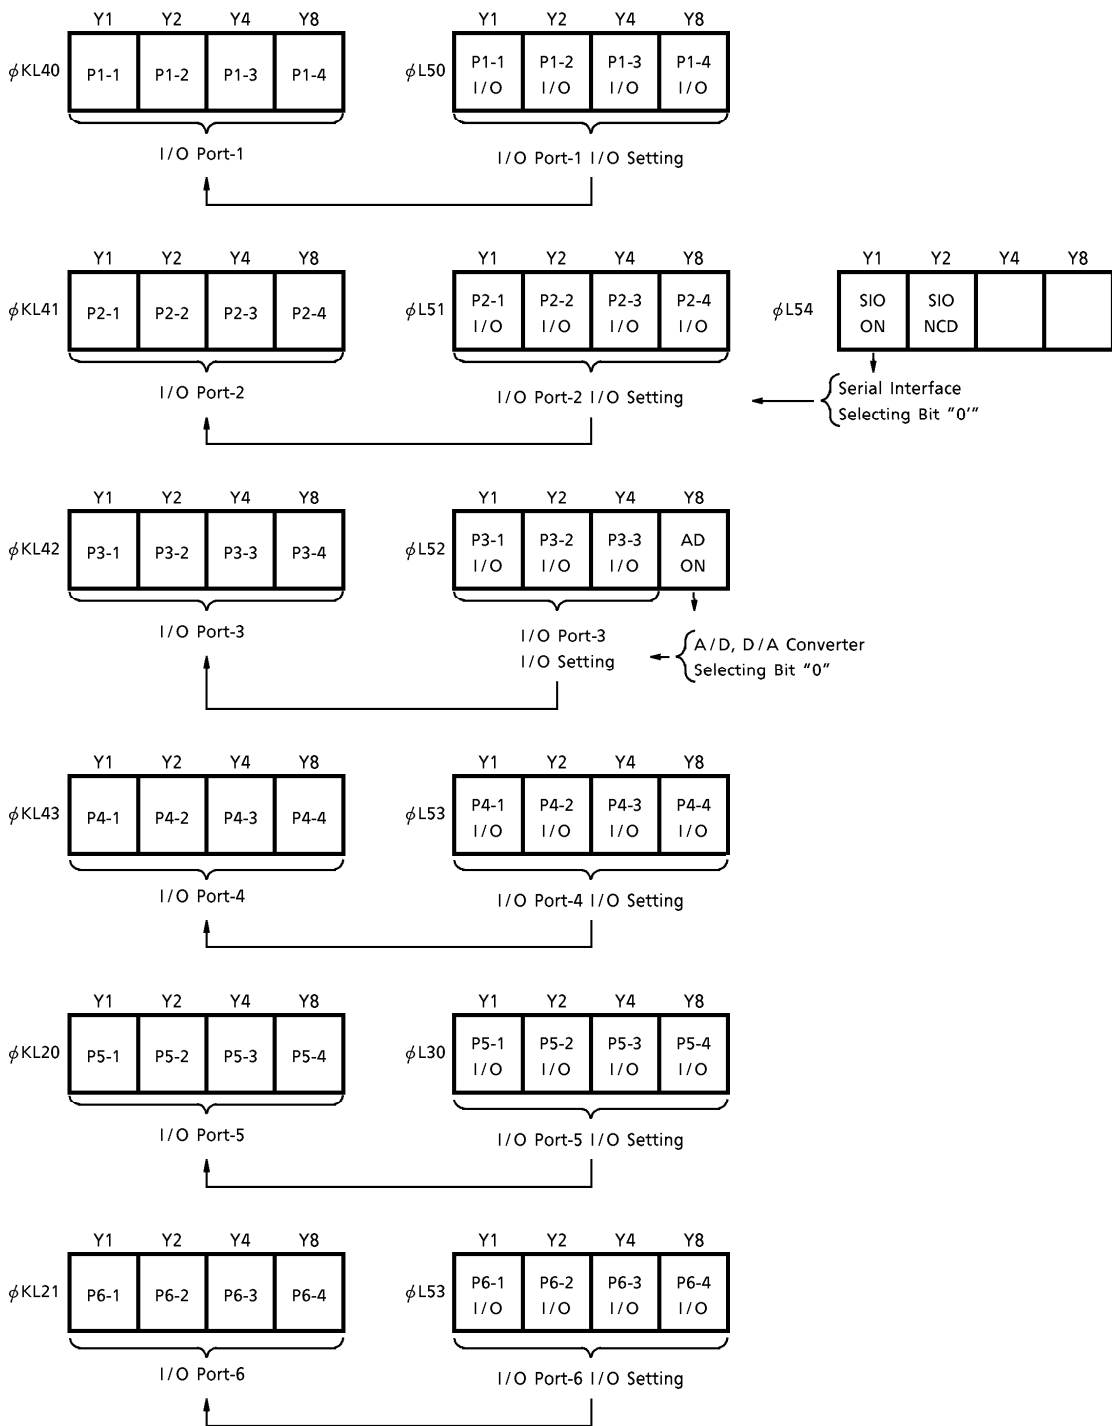 Y1 Y2 Y4 Y8 Y1 Y2 Y4 Y8
φKL40 P1-1 P1-2 P1-3 P1-4 φL50 P1-1 I/O P1-2 I/O P1-3 I/O P1-4 I/O
I/O Port-1 I/O Port-1 I/O Setting
Y1 Y2 Y4 Y8 Y1 Y2 Y4 Y8 Y1 Y2 Y4 Y8
φKL41 P2-1 P2-2 P2-3 P2-4 φL51 P2-1 I/O P2-2 I/O P2-3 I/O P2-4 I/O φL54 SIO ON SIO NCD
I/O Port-2 I/O Port-2 I/O Setting
Serial Interface
Selecting Bit "0'"
Y1 Y2 Y4 Y8 Y1 Y2 Y4 Y8
φKL42 P3-1 P3-2 P3-3 P3-4 φL52 P3-1 I/O P3-2 I/O P3-3 I/O AD ON
I/O Port-3
I/O Port-3
I/O Setting
A/D, D/A Converter
Selecting Bit "0"
Y1 Y2 Y4 Y8 Y1 Y2 Y4 Y8
φKL43 P4-1 P4-2 P4-3 P4-4 φL53 P4-1 I/O P4-2 I/O P4-3 I/O P4-4 I/O
I/O Port-4 I/O Port-4 I/O Setting
Y1 Y2 Y4 Y8 Y1 Y2 Y4 Y8
φKL20 P5-1 P5-2 P5-3 P5-4 φL30 P5-1 I/O P5-2 I/O P5-3 I/O P5-4 I/O
I/O Port-5 I/O Port-5 I/O Setting
Y1 Y2 Y4 Y8 Y1 Y2 Y4 Y8
φKL21 P6-1 P6-2 P6-3 P6-4 φL53 P6-1 I/O P6-2 I/O P6-3 I/O P6-4 I/O
I/O Port-6 I/O Port-6 I/O Setting